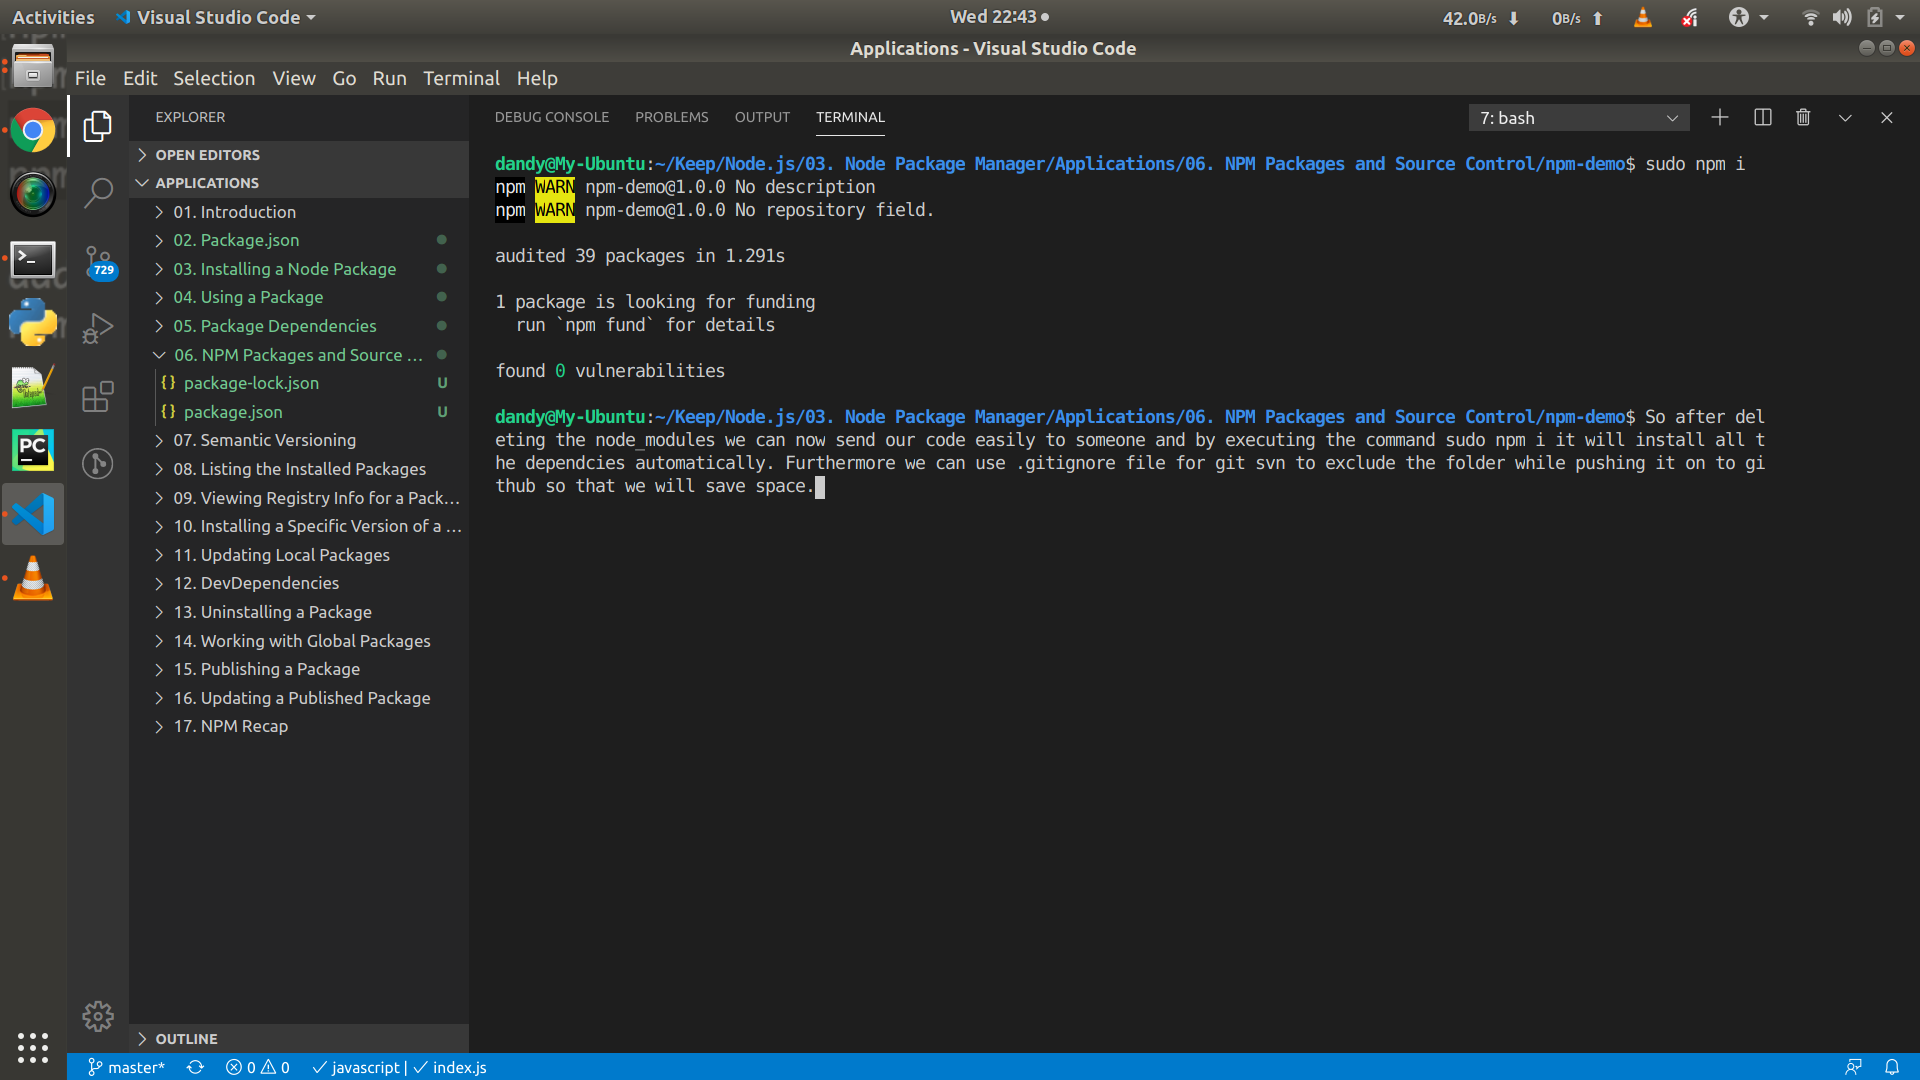 Activities
Visual Studio Code
Wed 22:43
42.0B/s
0B/s
Applications - Visual Studio Code
File Edit Selection View Go Run Terminal Help
EXPLORER
OPEN EDITORS
APPLICATIONS
01. Introduction
02. Package.json
03. Installing a Node Package
04. Using a Package
05. Package Dependencies
06. NPM Packages and Source ...
package-lock.json U
package.json U
07. Semantic Versioning
08. Listing the Installed Packages
09. Viewing Registry Info for a Pack...
10. Installing a Specific Version of a ...
11. Updating Local Packages
12. DevDependencies
13. Uninstalling a Package
14. Working with Global Packages
15. Publishing a Package
16. Updating a Published Package
17. NPM Recap
OUTLINE
729
PC
DEBUG CONSOLE PROBLEMS OUTPUT TERMINAL
7: bash
dandy@My-Ubuntu:~/Keep/Node.js/03. Node Package Manager/Applications/06. NPM Packages and Source Control/npm-demo$ sudo npm i
npm WARN npm-demo@1.0.0 No description
npm WARN npm-demo@1.0.0 No repository field.
audited 39 packages in 1.291s
1 package is looking for funding
run `npm fund` for details
found 0 vulnerabilities
dandy@My-Ubuntu:~/Keep/Node.js/03. Node Package Manager/Applications/06. NPM Packages and Source Control/npm-demo$ So after del
eting the node_modules we can now send our code easily to someone and by executing the command sudo npm i it will install all t
he dependcies automatically. Furthermore we can use .gitignore file for git svn to exclude the folder while pushing it on to gi
thub so that we will save space.
master* 0 0 javascript | index.js